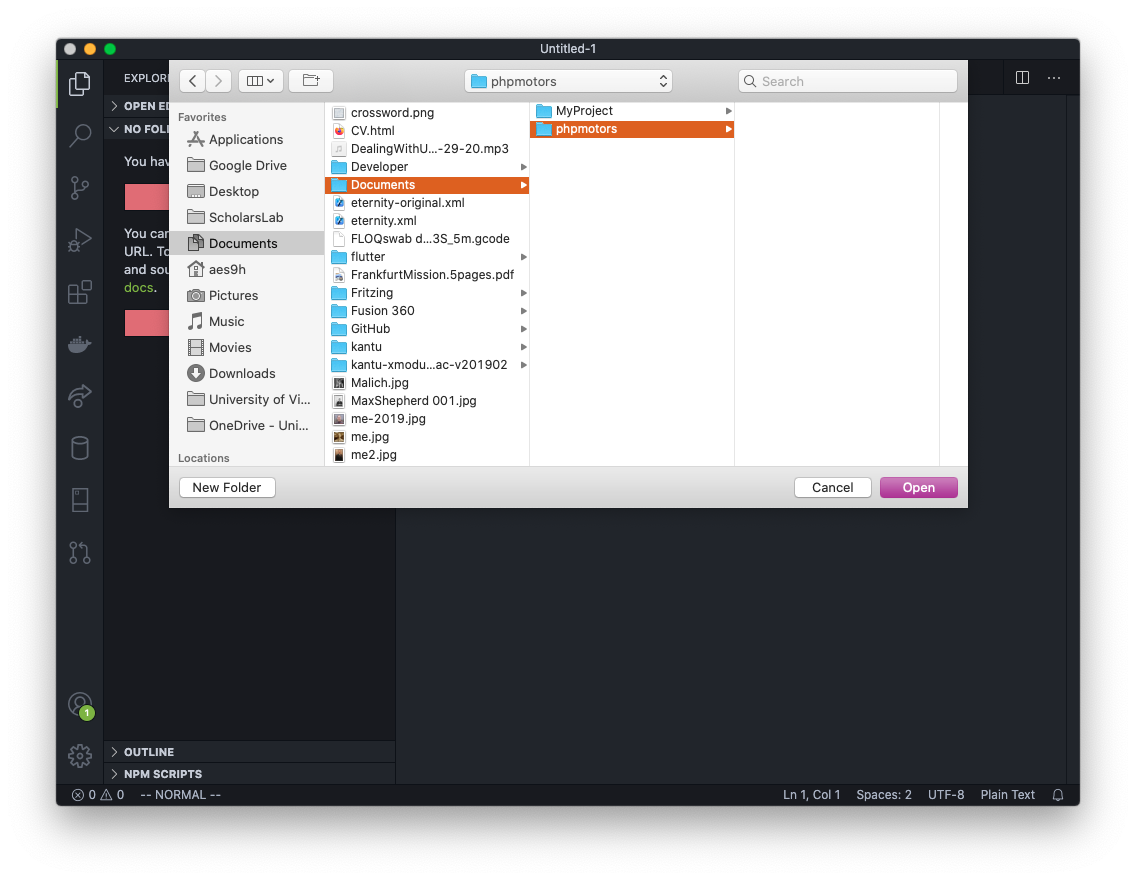 Untitled-1
EXPLOR
OPEN ED
NO FOL
You hav
You can
URL. To
and sou
docs.
phpmotors
Search
Favorites
Applications
Google Drive
Desktop
ScholarsLab
Documents
aes9h
Pictures
Music
Movies
Downloads
University of Vi...
OneDrive - Uni...
Locations
crossword.png
CV.html
DealingWithU...-29-20.mp3
Developer
Documents
eternity-original.xml
eternity.xml
FLOQswab d...3S_5m.gcode
flutter
FrankfurtMission.5pages.pdf
Fritzing
Fusion 360
GitHub
kantu
kantu-xmodu...ac-v201902
Malich.jpg
MaxShepherd 001.jpg
me-2019.jpg
me.jpg
me2.jpg
MyProject
phpmotors
New Folder
Cancel
Open
1
OUTLINE
NPM SCRIPTS
0 0 -- NORMAL --
Ln 1, Col 1 Spaces: 2 UTF-8 Plain Text